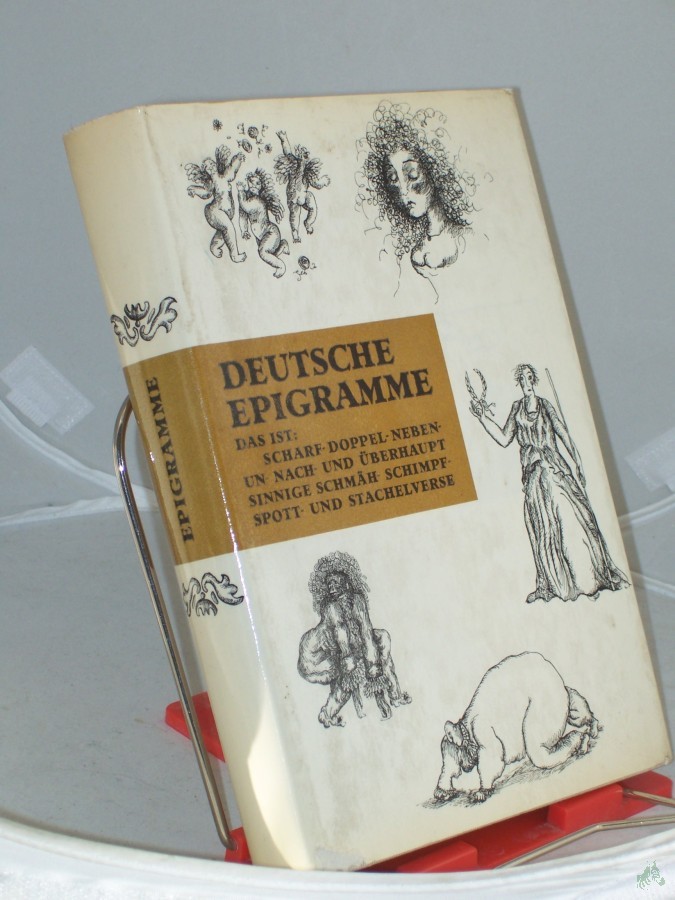 DEUTSCHE
EPIGRAMME
DAS IST:
SCHARF- DOPPEL- NEBEN-
UN- NACH- UND ÜBERHAUPT
SINNIGE SCHMÄH- SCHIMPF-
SPOTT- UND STACHELVERSE
EPIGRAMME